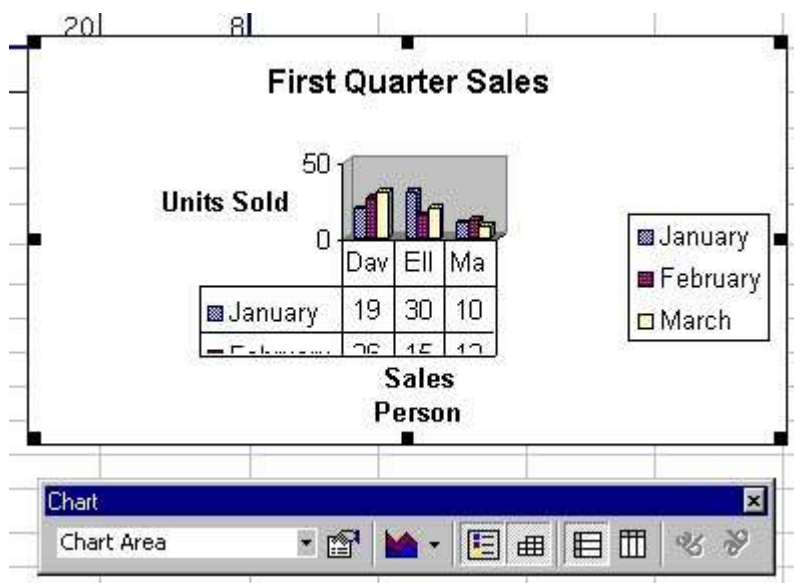 20 8
First Quarter Sales
50
Units Sold
0
Dav Ell Ma
January 19 30 10
January
February
March
Sales
Person
Chart
Chart Area